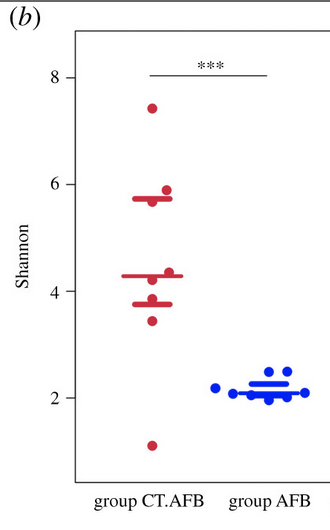 (b)
***
8
6
4
2
Shannon
group CT.AFB
group AFB